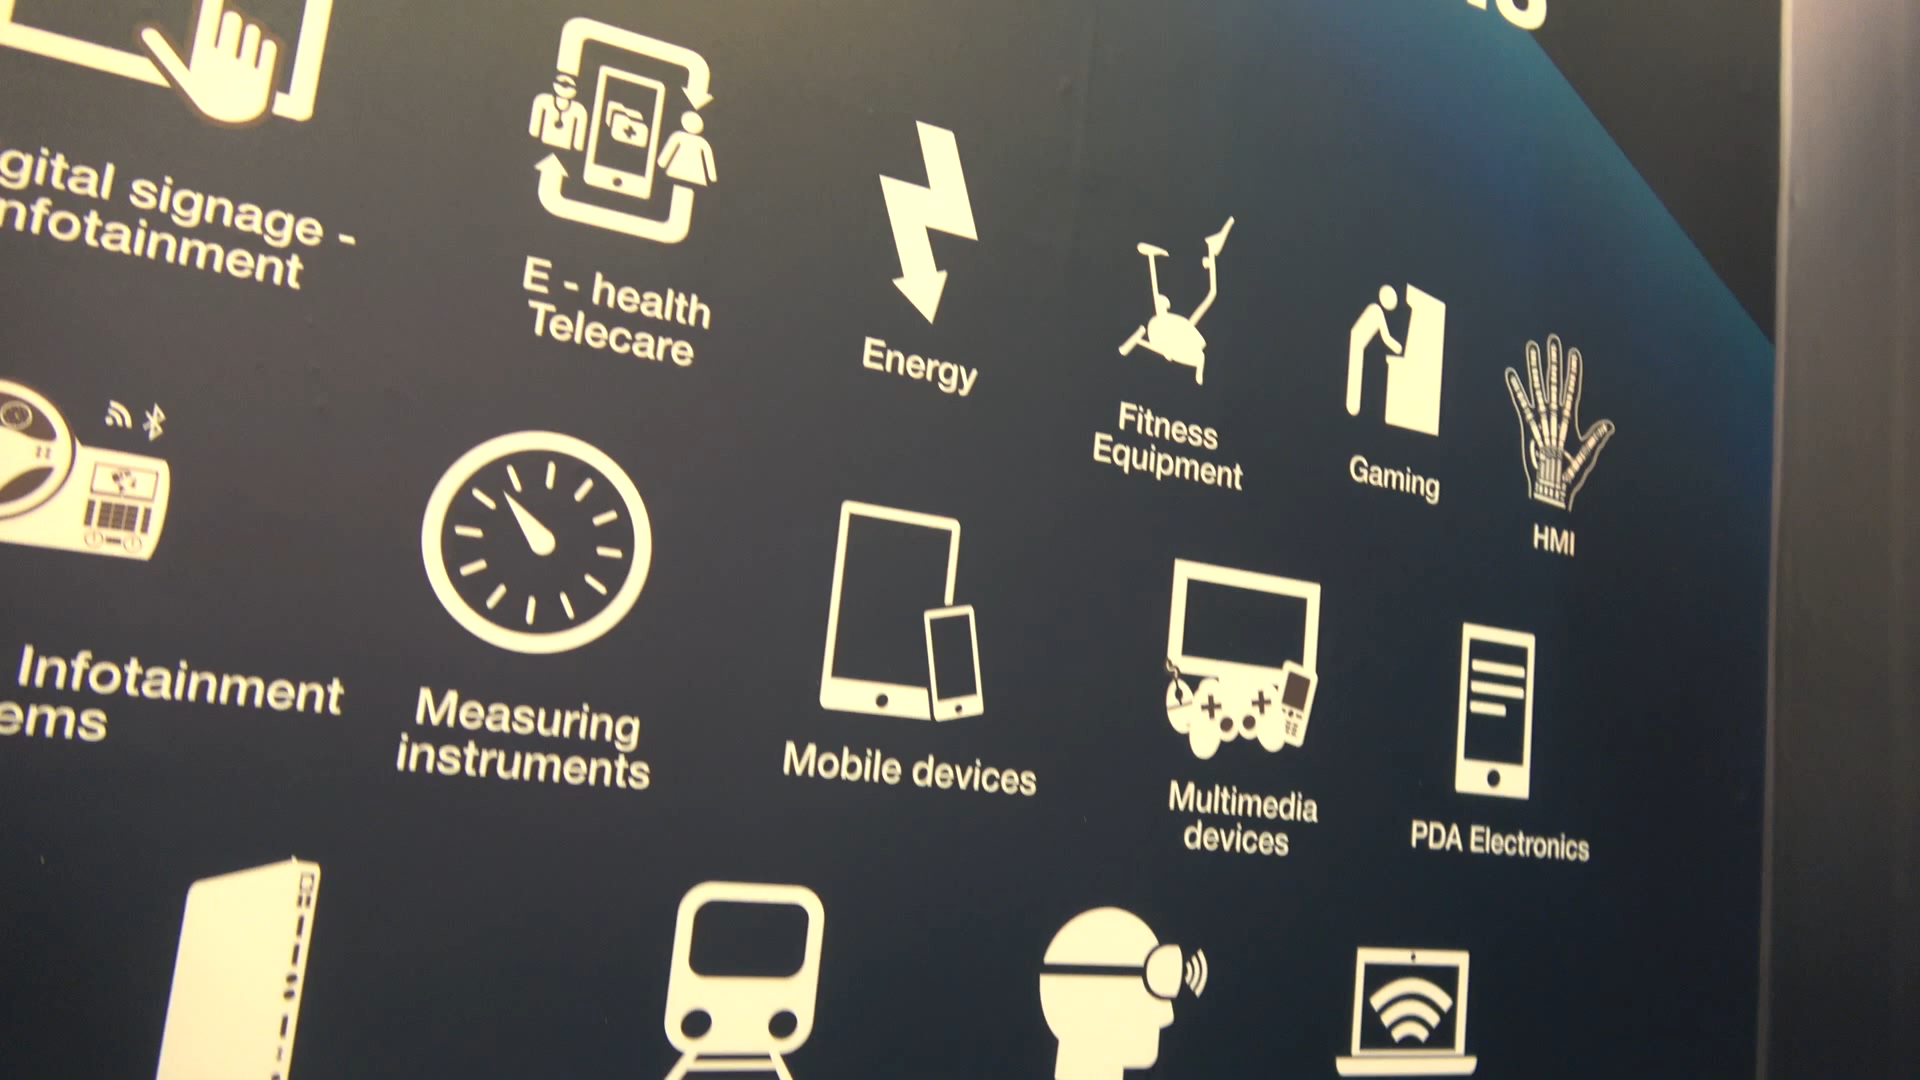 gital signage -
nfotainment
E - health
Telecare
Energy
Fitness
Equipment
Gaming
HMI
Infotainment
ems
Measuring
instruments
Mobile devices
Multimedia
devices
PDA Electronics